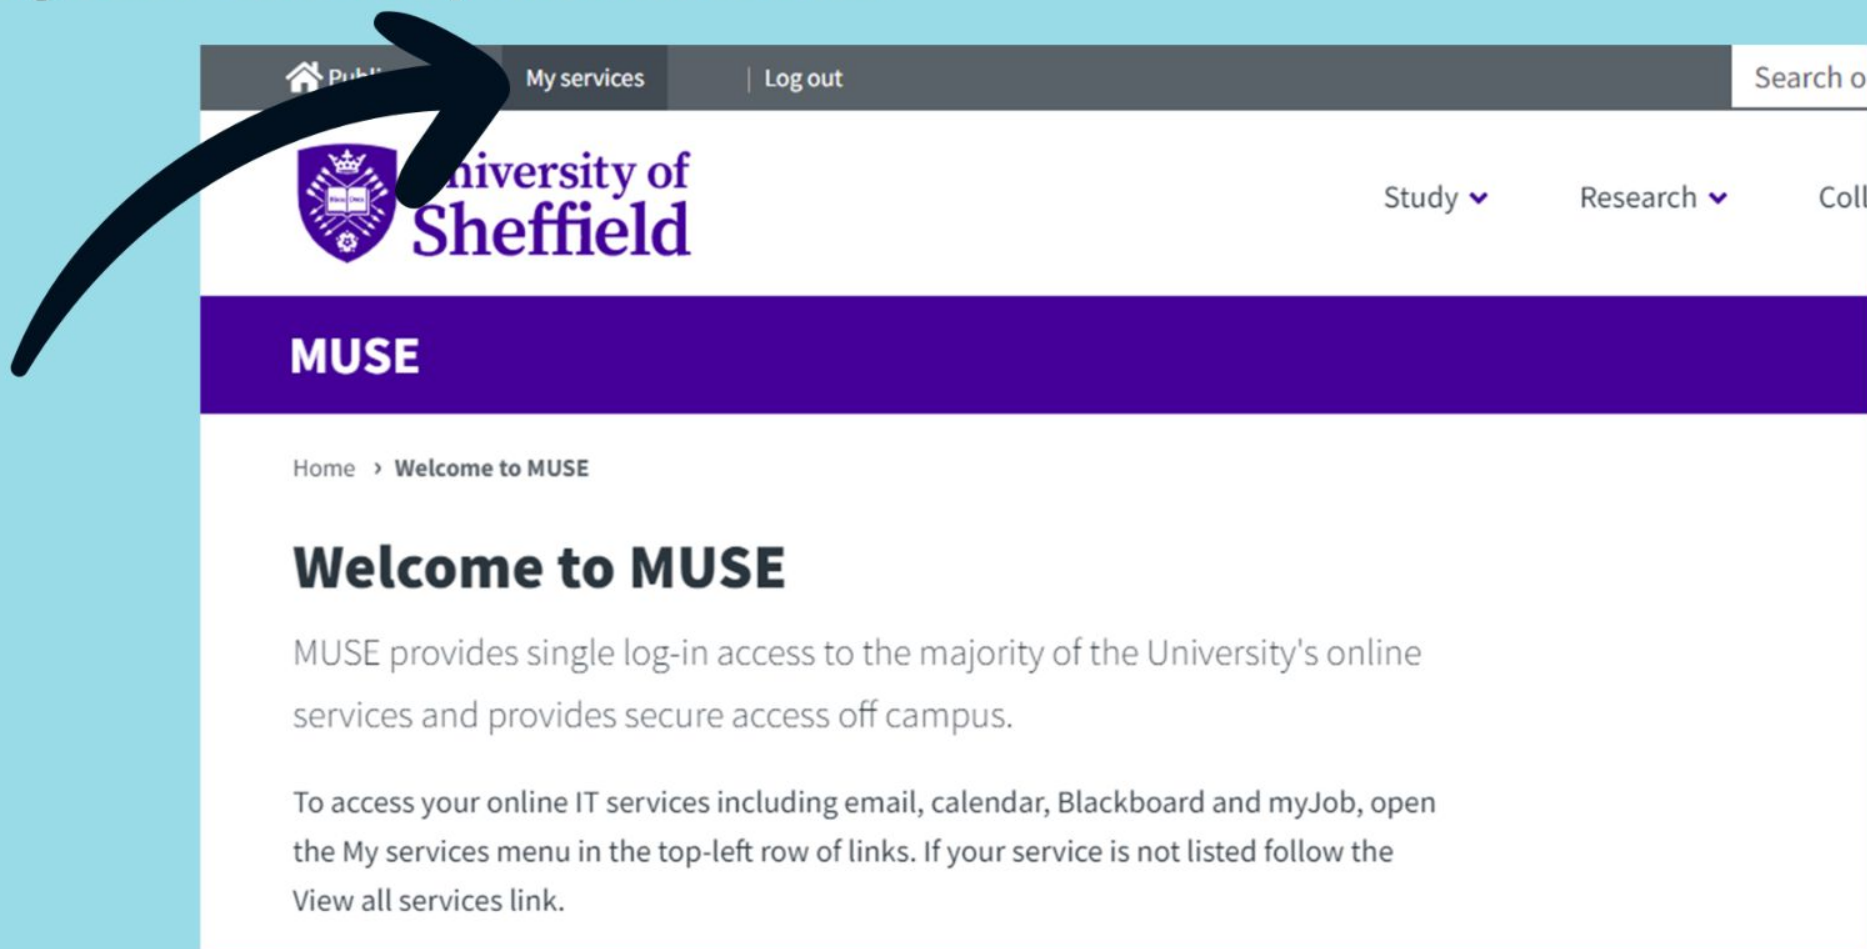 My services | Log out
Search
University of
Sheffield
Study
Research
MUSE
Home > Welcome to MUSE
Welcome to MUSE
MUSE provides single log-in access to the majority of the University's online
services and provides secure access off campus.
To access your online IT services including email, calendar, Blackboard and myJob, open
the My services menu in the top-left row of links. If your service is not listed follow the
View all services link.